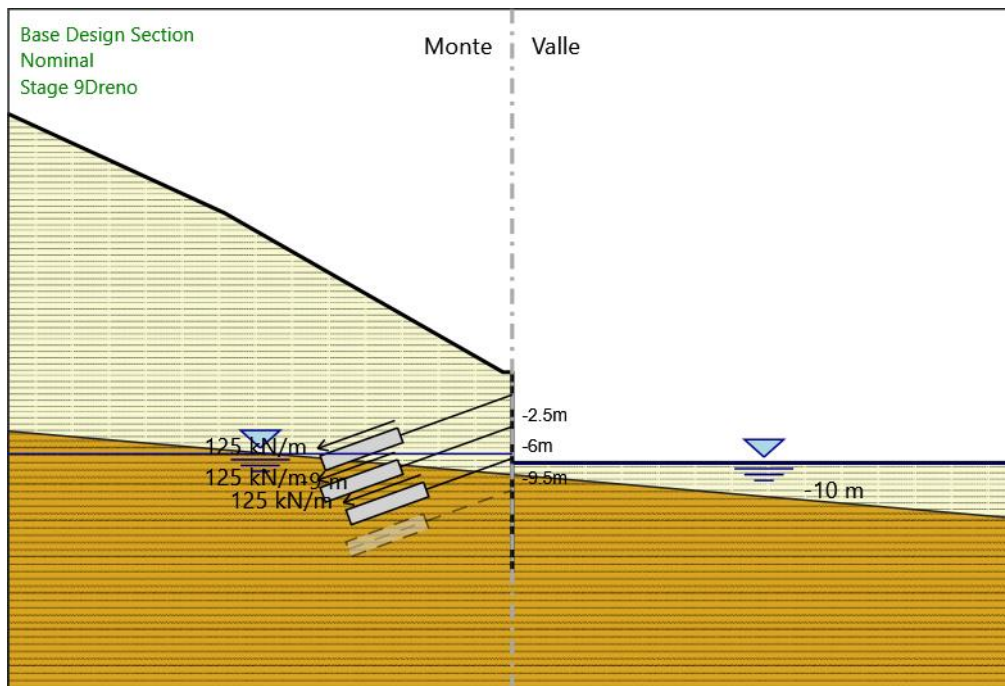 Base Design Section
Nominal
Stage 9Dreno
Monte
Valle
-2.5m
125 kN/m
-6m
125 kN/m
-9 m
-9.5m
125 kN/m
-10 m